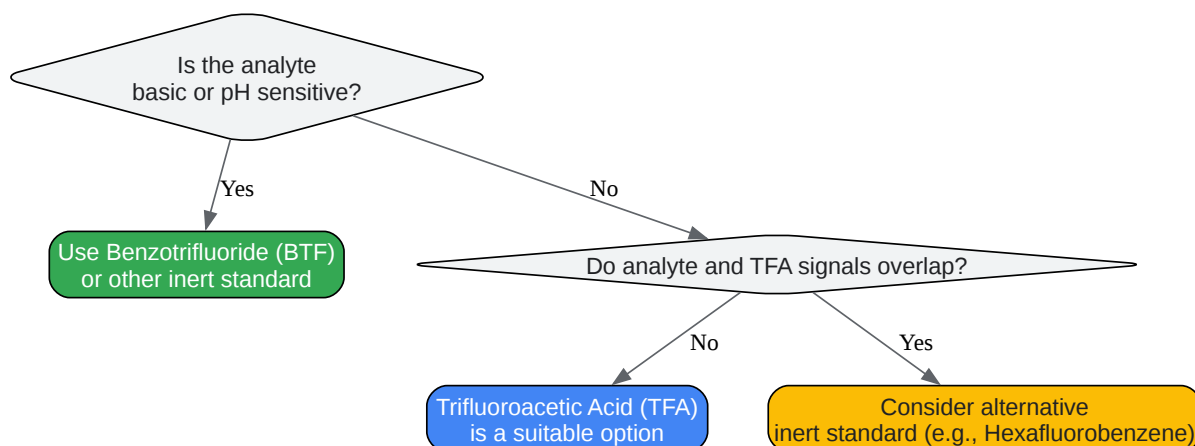 Is the analyte
basic or pH sensitive?
Yes
No
Use Benzotrifluoride (BTF)
or other inert standard
Do analyte and TFA signals overlap?
No
Yes
Trifluoroacetic Acid (TFA)
is a suitable option
Consider alternative
inert standard (e.g., Hexafluorobenzene)